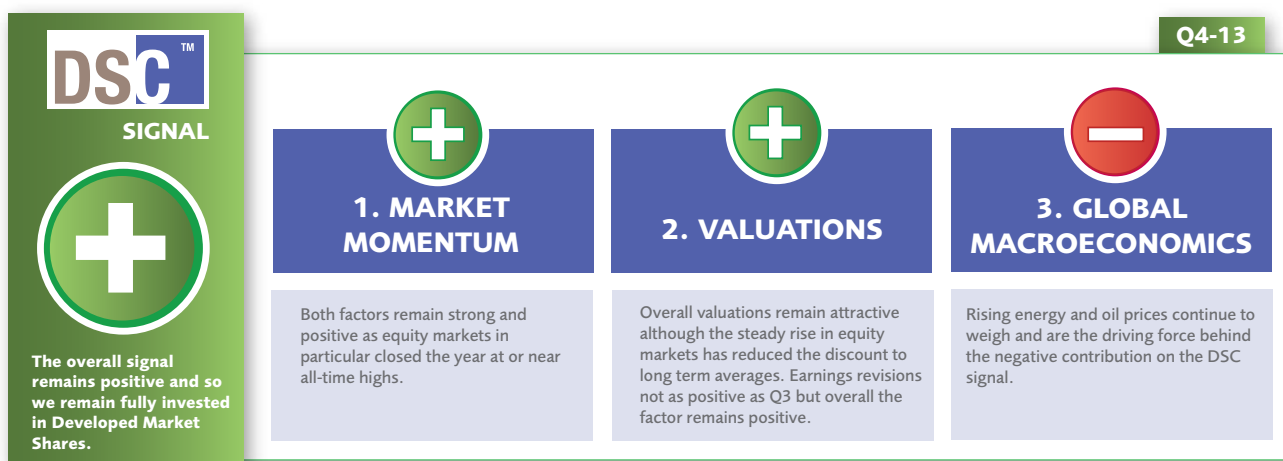 DSC™
SIGNAL
The overall signal
remains positive and so
we remain fully invested
in Developed Market
Shares.
Q4-13
1. MARKET
MOMENTUM
Both factors remain strong and
positive as equity markets in
particular closed the year at or near
all-time highs.
2. VALUATIONS
Overall valuations remain attractive
although the steady rise in equity
markets has reduced the discount to
long term averages. Earnings revisions
not as positive as Q3 but overall the
factor remains positive.
3. GLOBAL
MACROECONOMICS
Rising energy and oil prices continue to
weigh and are the driving force behind
the negative contribution on the DSC
signal.